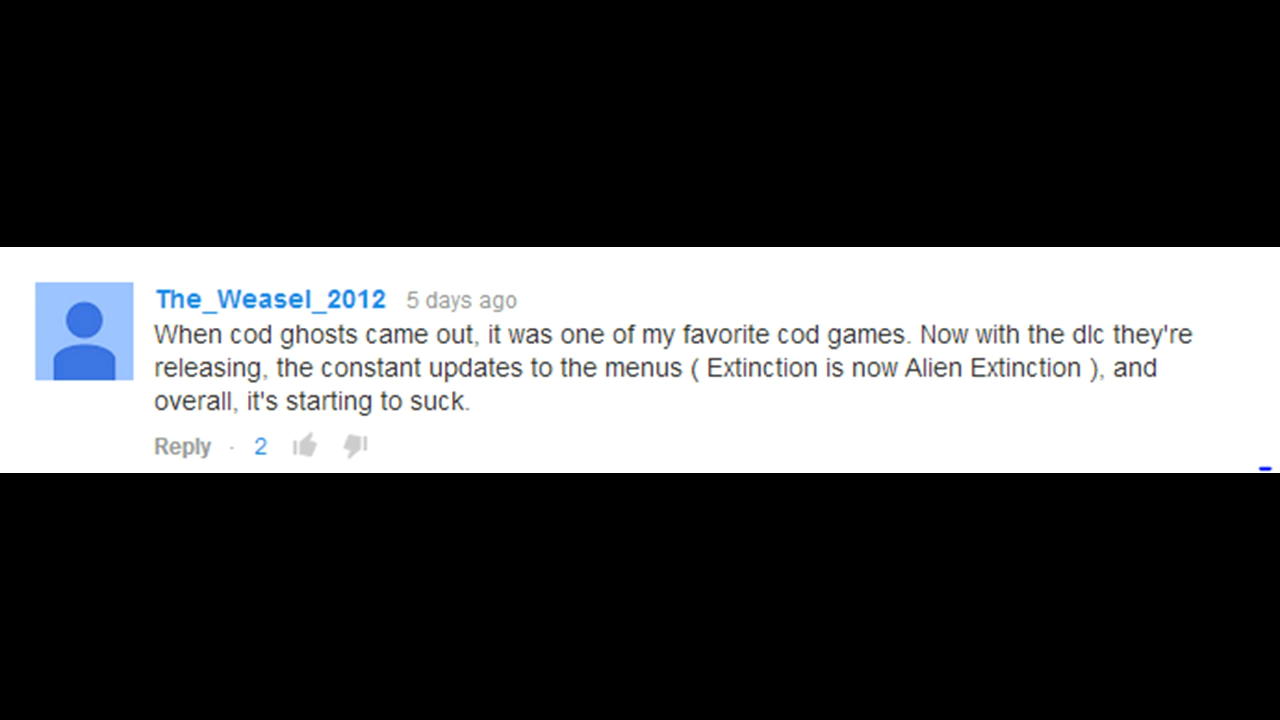 The_Weasel_2012 5 days ago
When cod ghosts came out, it was one of my favorite cod games. Now with the dlc they're
releasing, the constant updates to the menus ( Extinction is now Alien Extinction ), and
overall, it's starting to suck.
Reply · 2